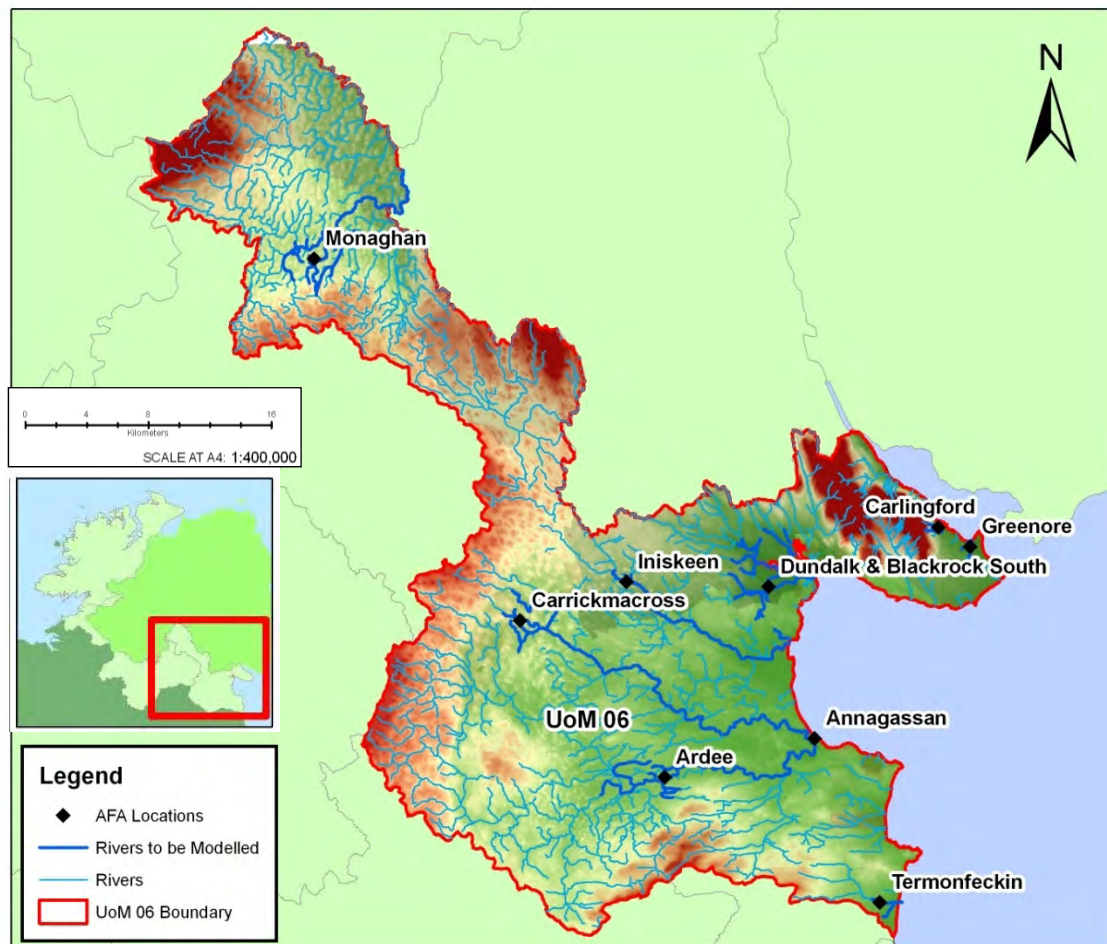 N
Monaghan
0 4 8 16
Kilometers
SCALE AT A4: 1:400,000
Carlingford
Greenore
Iniskeen
Dundalk & Blackrock South
Carrickmacross
UoM 06
Annagassan
Ardee
Termonfeckin
Legend
AFA Locations
Rivers to be Modelled
Rivers
UoM 06 Boundary